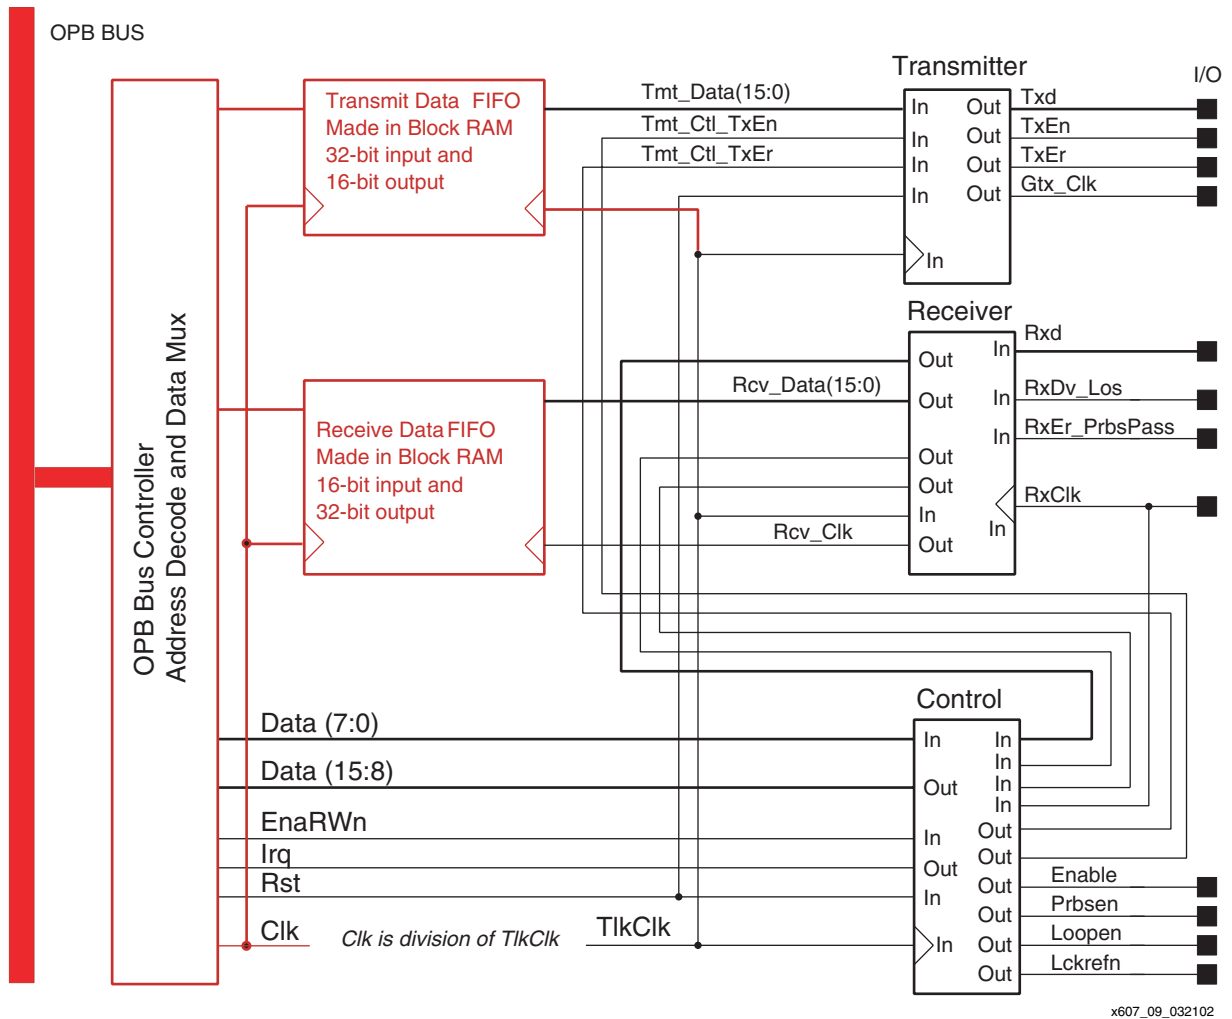 OPB BUS
OPB Bus Controller
Address Decode and Data Mux
Transmit Data FIFO
Made in Block RAM
32-bit input and
16-bit output
Receive Data FIFO
Made in Block RAM
16-bit input and
32-bit output
Tmt_Data(15:0)
Tmt_Ctl_TxEn
Tmt_Ctl_TxEr
Transmitter
In
In
In
In
In
Out
Out
Out
Out
Txd
TxEn
TxEr
Gtx_Clk
I/O
Receiver
Rcv_Data(15:0)
Rcv_Clk
Out
Out
Out
Out
In
Out
In
In
In
In
Rxd
RxDv_Los
RxEr_PrbsPass
RxClk
Data (7:0)
Data (15:8)
EnaRWn
Irq
Rst
Clk
Clk is division of TlkClk
TlkClk
Control
In
Out
In
Out
In
In
In
In
In
In
Out
Out
Out
Out
Out
Out
Enable
Prbsen
Loopen
Lckrefn
x607_09_032102